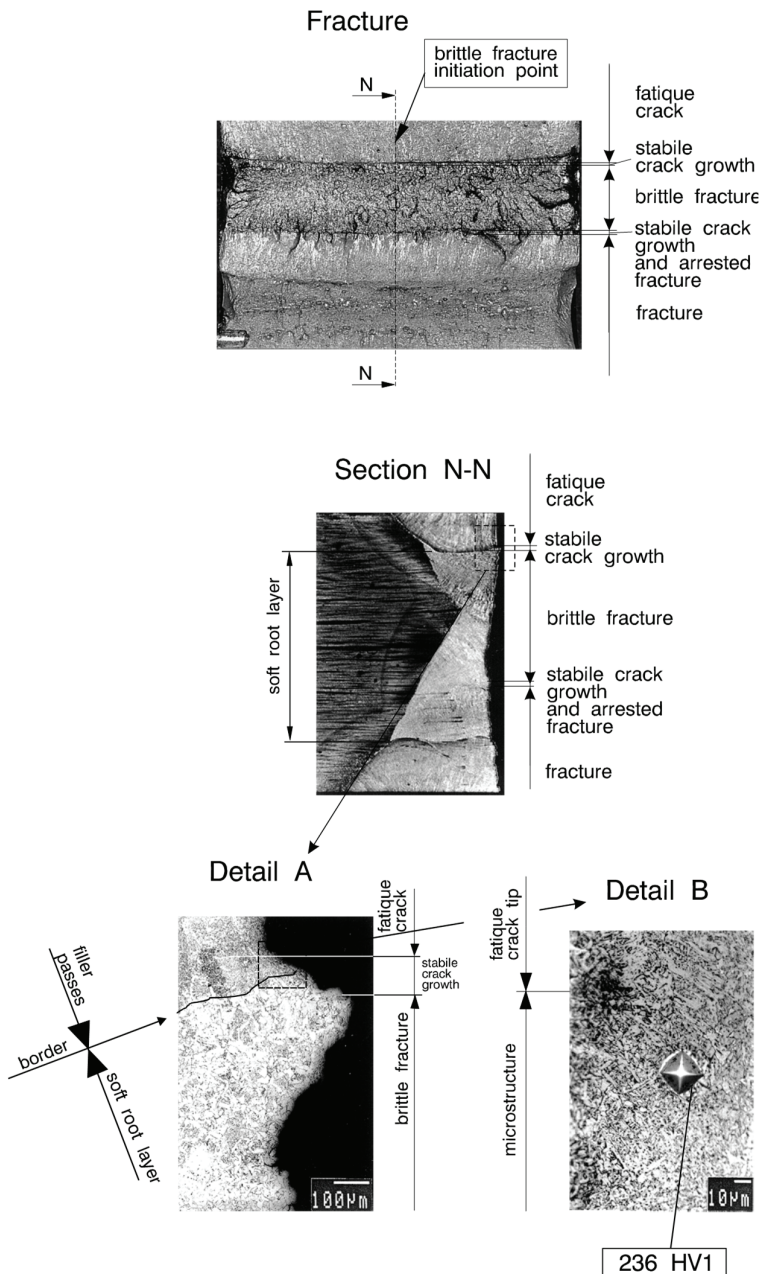 Fracture
brittle fracture
initiation point
N
fatique
crack
stabile
crack growth
brittle fracture
stabile crack
growth
and arrested
fracture
fracture
N
Section N-N
fatique
crack
stabile
crack growth
soft root layer
brittle fracture
stabile crack
growth
and arrested
fracture
fracture
Detail A
Detail B
fatique
crack
fatique
crack tip
filler
passes
stabile
crack
growth
border
soft root layer
brittle fracture
microstructure
100µm
10µm
236 HV1